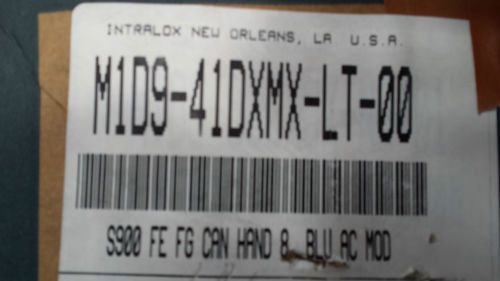 INTRALOX NEW ORLEANS, LA U.S.A.
M1D9-41DXMX-LT-00
S900 FE FG CAN HAND 8 BLU AC MOD